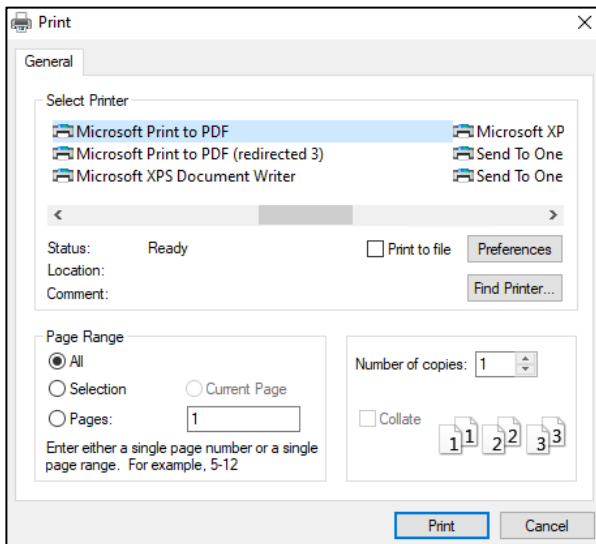 Print
General
Select Printer
Microsoft Print to PDF
Microsoft XP
Microsoft Print to PDF (redirected 3)
Send To One
Microsoft XPS Document Writer
Send To One
Status: Ready
Print to file
Preferences
Location:
Comment:
Find Printer...
Page Range
All
Selection
Current Page
Pages: 1
Enter either a single page number or a single
page range. For example, 5-12
Number of copies: 1
Collate
1 1 2 2 3 3
Print
Cancel